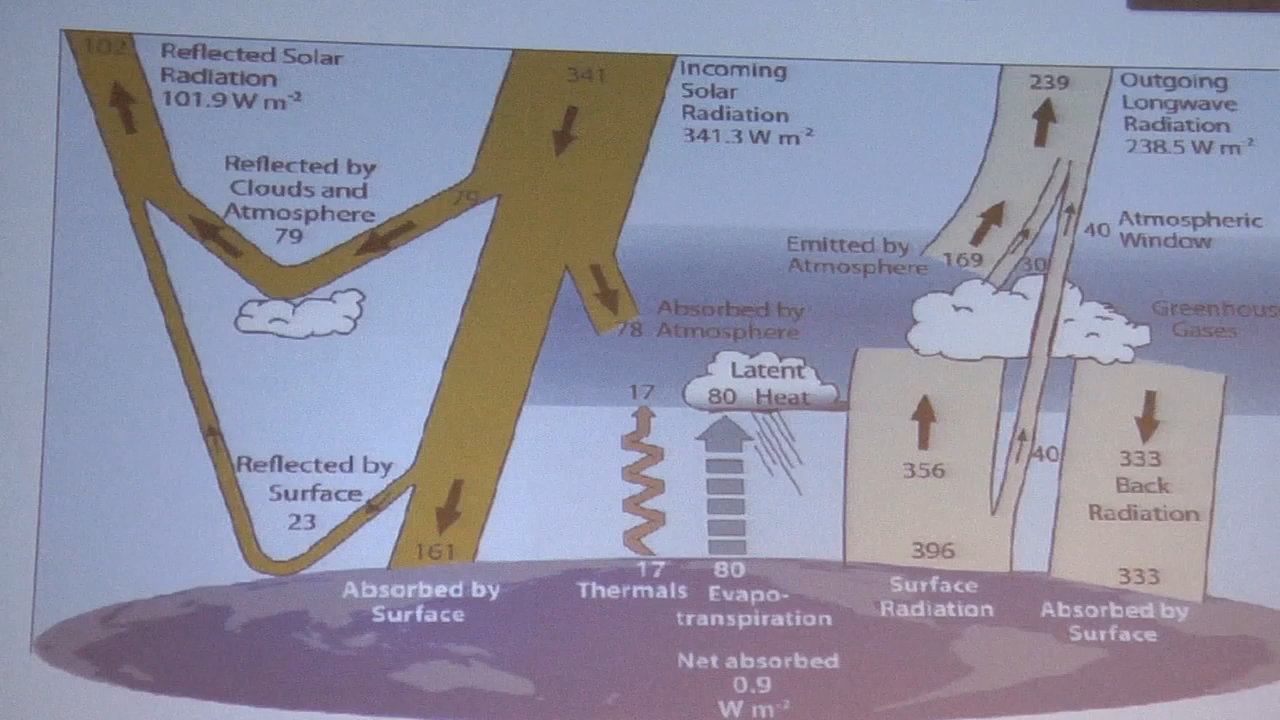 102
Reflected Solar
Radiation
101.9 W m-2
341
Incoming
Solar
Radiation
341.3 W m-2
239
Outgoing
Longwave
Radiation
238.5 W m-2
Reflected by
Clouds and
Atmosphere
79
79
Emitted by
Atmosphere
169
30
40
Atmospheric
Window
78
Absorbed by
Atmosphere
Greenhous
Gases
17
Latent
80 Heat
356
40
333
Back
Radiation
Reflected by
Surface
23
161
Absorbed by
Surface
17
Thermals
80
Evapo-
transpiration
396
Surface
Radiation
333
Absorbed by
Surface
Net absorbed
0.9
W m-2